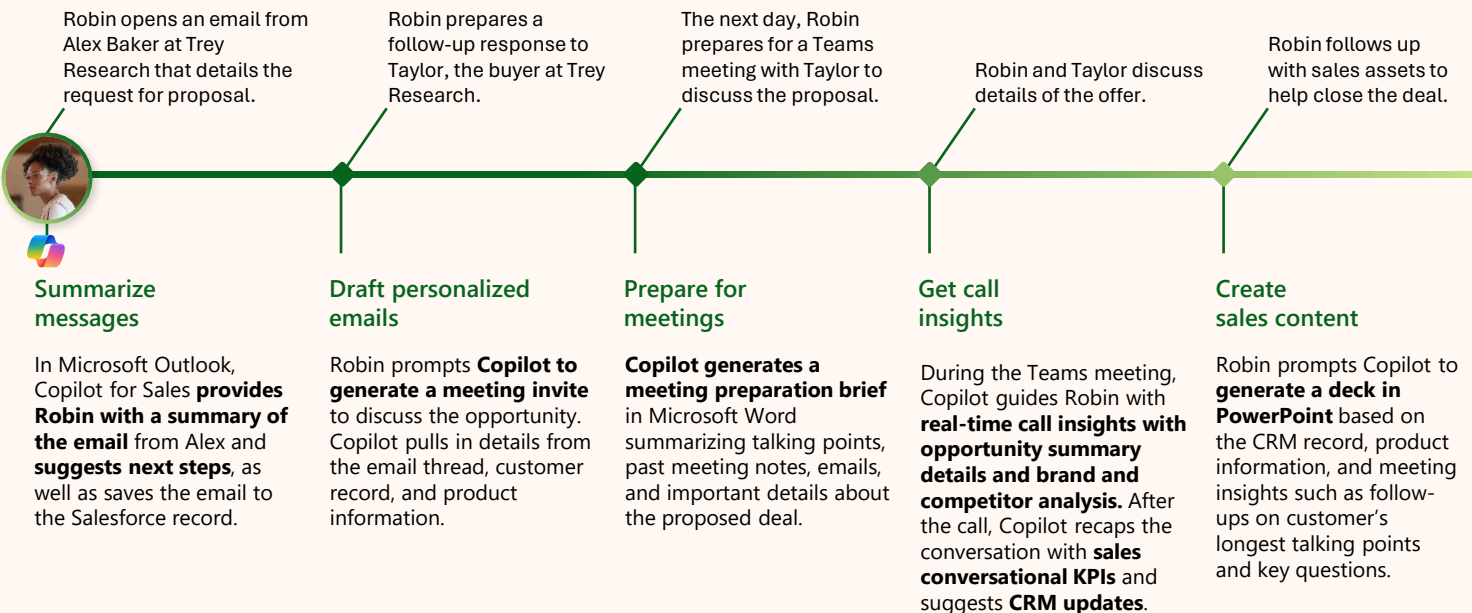 Robin opens an email from
Alex Baker at Trey
Research that details the
request for proposal.
Robin prepares a
follow-up response to
Taylor, the buyer at Trey
Research.
The next day, Robin
prepares for a Teams
meeting with Taylor to
discuss the proposal.
Robin and Taylor discuss
details of the offer.
Robin follows up
with sales assets to
help close the deal.
Summarize
messages
In Microsoft Outlook,
Copilot for Sales provides
Robin with a summary of
the email from Alex and
suggests next steps, as
well as saves the email to
the Salesforce record.
Draft personalized
emails
Robin prompts Copilot to
generate a meeting invite
to discuss the opportunity.
Copilot pulls in details from
the email thread, customer
record, and product
information.
Prepare for
meetings
Copilot generates a
meeting preparation brief
in Microsoft Word
summarizing talking points,
past meeting notes, emails,
and important details about
the proposed deal.
Get call
insights
During the Teams meeting,
Copilot guides Robin with
real-time call insights with
opportunity summary
details and brand and
competitor analysis. After
the call, Copilot recaps the
conversation with sales
conversational KPIs and
suggests CRM updates.
Create
sales content
Robin prompts Copilot to
generate a deck in
PowerPoint based on
the CRM record, product
information, and meeting
insights such as follow-
ups on customer's
longest talking points
and key questions.